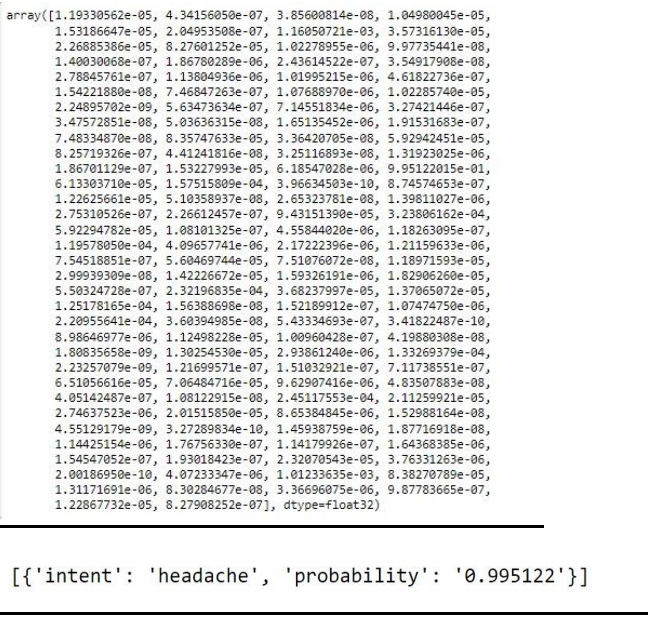 array([1.19330562e-05, 4.34156050e-07, 3.85600814e-08, 1.04980045e-05,
1.53186647e-05, 2.04953508e-07, 1.16050721e-03, 3.57316130e-05,
2.26885386e-05, 8.27601252e-05, 1.02278955e-06, 9.97735441e-08,
1.40030068e-07, 1.86780289e-06, 2.43614522e-07, 3.54917908e-08,
2.78845761e-07, 1.13804936e-06, 1.01995215e-06, 4.61822736e-07,
1.54221880e-08, 7.46847263e-07, 1.07688970e-06, 1.02285740e-05,
2.24895702e-09, 5.63473634e-07, 7.14551834e-06, 3.27421446e-07,
3.47572851e-08, 5.03636315e-08, 1.65135452e-06, 1.91531683e-07,
7.48334870e-08, 8.35747633e-05, 3.36420705e-08, 5.92942451e-05,
8.25719326e-07, 4.41241816e-08, 3.25116893e-08, 1.31923025e-06,
1.86701129e-07, 1.53227993e-05, 6.18547028e-06, 9.95122015e-01,
6.13303710e-05, 1.57515809e-04, 3.96634503e-10, 8.74574653e-07,
1.22625661e-05, 5.10358937e-08, 2.65323781e-08, 1.39811027e-06,
2.75310526e-07, 2.26612457e-07, 9.43151390e-05, 3.23806162e-04,
5.92294782e-05, 1.08101325e-07, 4.55844020e-06, 1.18263095e-07,
1.19578050e-04, 4.09657741e-06, 2.17222396e-06, 1.21159633e-06,
7.54518851e-07, 5.60469744e-05, 7.51076072e-08, 1.18971593e-05,
2.99939309e-08, 1.42226672e-05, 1.59326191e-06, 1.82906260e-05,
5.50324728e-07, 2.32196835e-04, 3.68237997e-05, 1.37065072e-05,
1.25178165e-04, 1.56388698e-08, 1.52189912e-07, 1.07474750e-06,
2.20955641e-04, 3.60394985e-08, 5.43334693e-07, 3.41822487e-10,
8.98646977e-06, 1.12498228e-05, 1.00960428e-07, 4.19880308e-08,
1.80835658e-09, 1.30254530e-05, 2.93861240e-06, 1.33269379e-04,
2.23257079e-09, 1.21699571e-07, 1.51032921e-07, 7.11738551e-07,
6.51056616e-05, 7.06484716e-05, 9.62907416e-06, 4.83507883e-08,
4.05142487e-07, 1.08122915e-08, 2.45117553e-04, 2.11259921e-05,
2.74637523e-06, 2.01515850e-05, 8.65384845e-06, 1.52988164e-08,
4.55129179e-09, 3.27289834e-10, 1.45938759e-06, 1.87716918e-08,
1.14425154e-06, 1.76756330e-07, 1.14179926e-07, 1.64368385e-06,
1.54547052e-07, 1.93018423e-07, 2.32070543e-05, 3.76331263e-06,
2.00186950e-10, 4.07233347e-06, 1.01233635e-03, 8.38270789e-05,
1.31171691e-06, 8.30284677e-08, 3.36696075e-06, 9.87783665e-07,
1.22867732e-05, 8.27908252e-07], dtype=float32)
[{'intent': 'headache', 'probability': '0.995122'}]